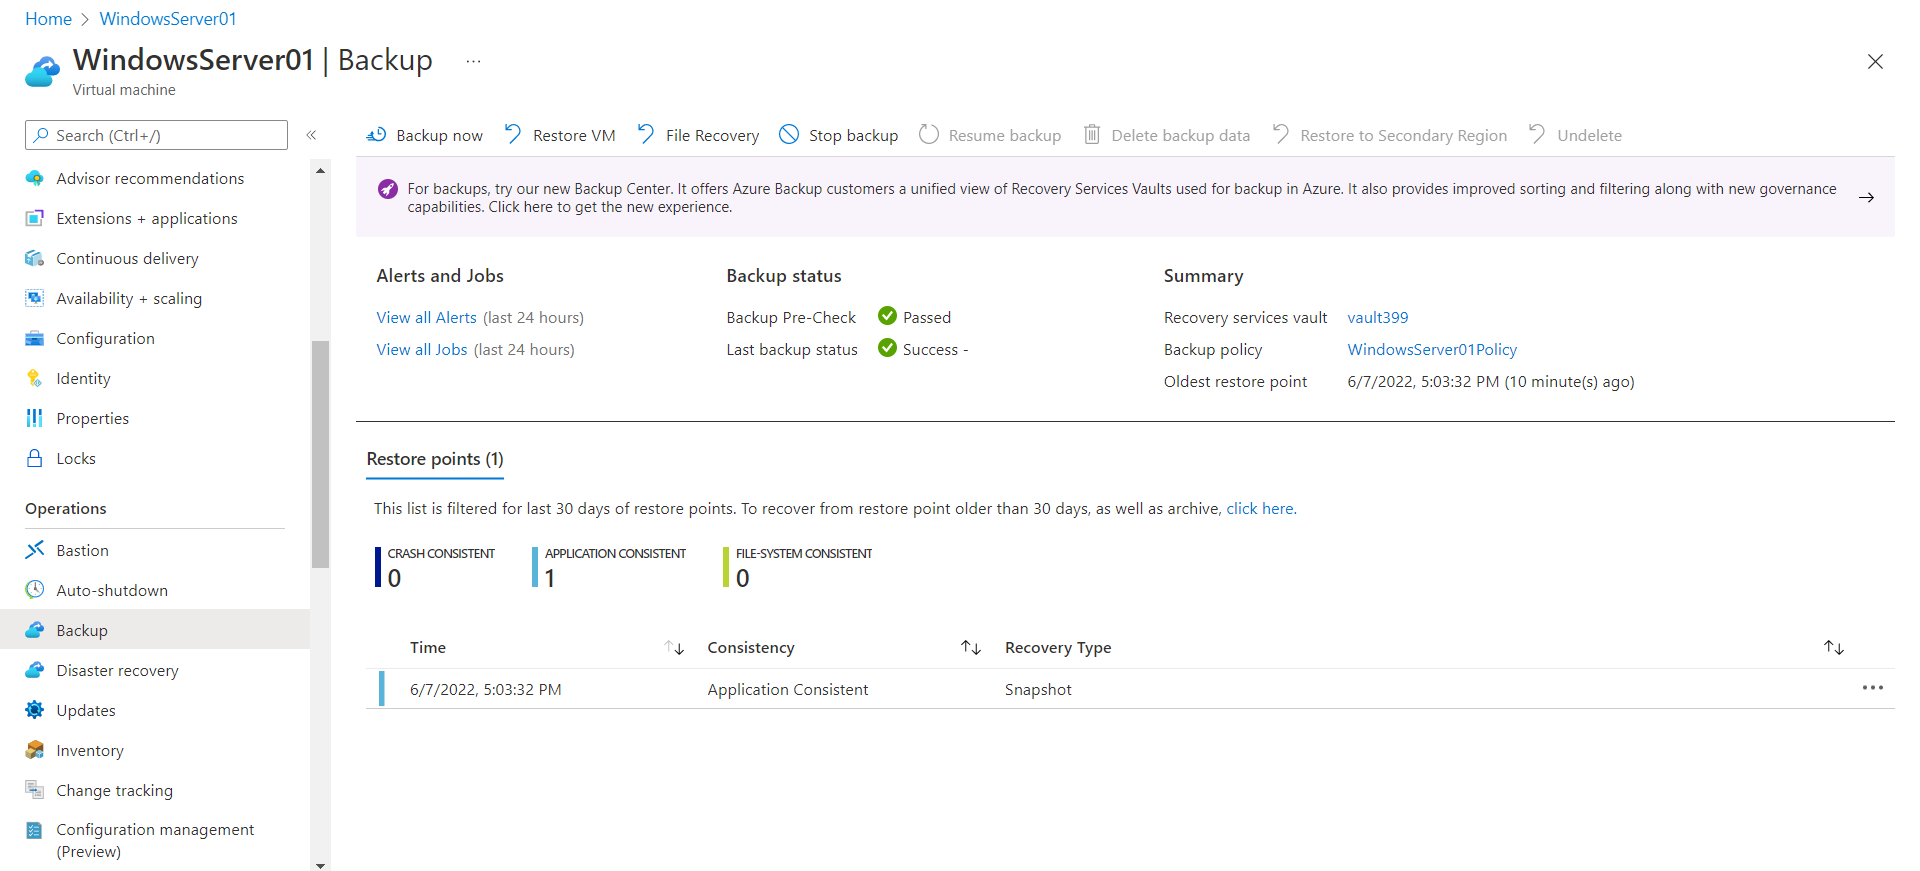 Home > WindowsServer01
WindowsServer01 | Backup ...
Virtual machine
Search (Ctrl+/)
«
Advisor recommendations
Extensions + applications
Continuous delivery
Availability + scaling
Configuration
Identity
Properties
Locks
Operations
Bastion
Auto-shutdown
Backup
Disaster recovery
Updates
Inventory
Change tracking
Configuration management
(Preview)
Backup now Restore VM File Recovery Stop backup Resume backup Delete backup data Restore to Secondary Region Undelete
For backups, try our new Backup Center. It offers Azure Backup customers a unified view of Recovery Services Vaults used for backup in Azure. It also provides improved sorting and filtering along with new governance
capabilities. Click here to get the new experience.
Alerts and Jobs
View all Alerts (last 24 hours)
View all Jobs (last 24 hours)
Backup status
Backup Pre-Check Passed
Last backup status Success -
Summary
Recovery services vault vault399
Backup policy WindowsServer01Policy
Oldest restore point 6/7/2022, 5:03:32 PM (10 minute(s) ago)
Restore points (1)
This list is filtered for last 30 days of restore points. To recover from restore point older than 30 days, as well as archive, click here.
CRASH CONSISTENT
0
APPLICATION CONSISTENT
1
FILE-SYSTEM CONSISTENT
0
Time Consistency Recovery Type
6/7/2022, 5:03:32 PM Application Consistent Snapshot